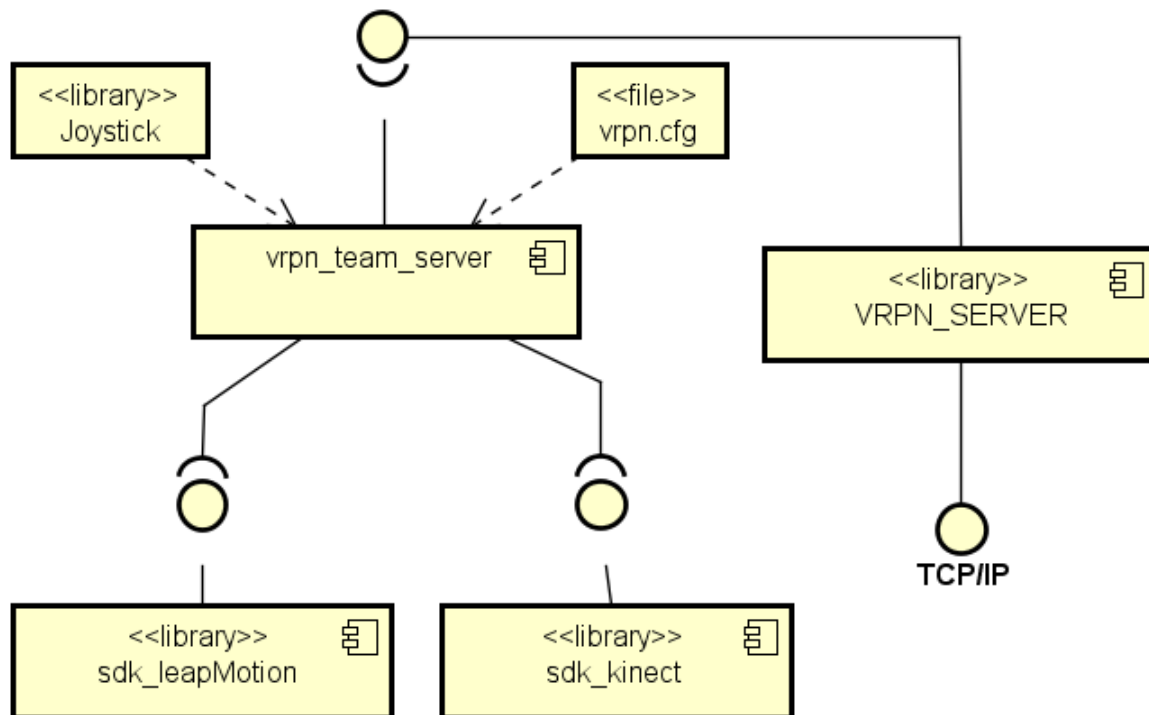 <<library>>
Joystick
<<file>>
vrpn.cfg
vrpn_team_server
<<library>>
VRPN_SERVER
TCP/IP
<<library>>
sdk_leapMotion
<<library>>
sdk_kinect